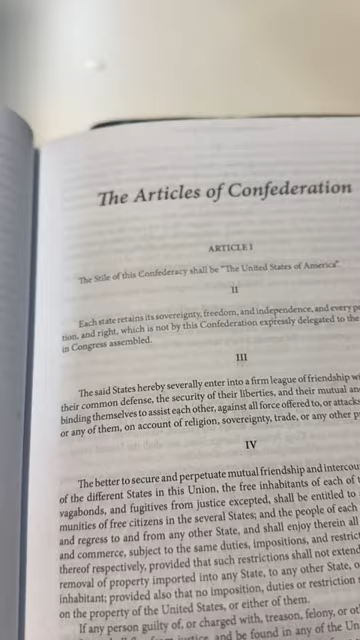 The Articles of Confederation
ARTICLE I
The Stile of this Confederacy shall be "The United States of America".
II
Each state retains its sovereignty, freedom, and independence, and every
tion, and right, which is not by this Confederation expressly delegated to the
in Congress assembled.
III
The said States hereby severally enter into a firm league of friendship
their common defense, the security of their liberties, and their mutual
binding themselves to assist each other, against all force offered to, or
or any of them, on account of religion, sovereignty, trade, or any other
IV
The better to secure and perpetuate mutual friendship and
of the different States in this Union, the free inhabitants of each of
vagabonds, and fugitives from justice excepted, shall be entitled to
munities of free citizens in the several States; and the people of each
and regress to and from any other State, and shall enjoy therein
and commerce, subject to the same duties, impositions, and
thereof respectively, provided that such restrictions shall not
removal of property imported into any State, to any other State,
inhabitant; provided also that no imposition, duties or restriction
on the property of the United States, or either of them.
If any person guilty of, or charged with, treason, felony, or
from justice, and be found in any of the